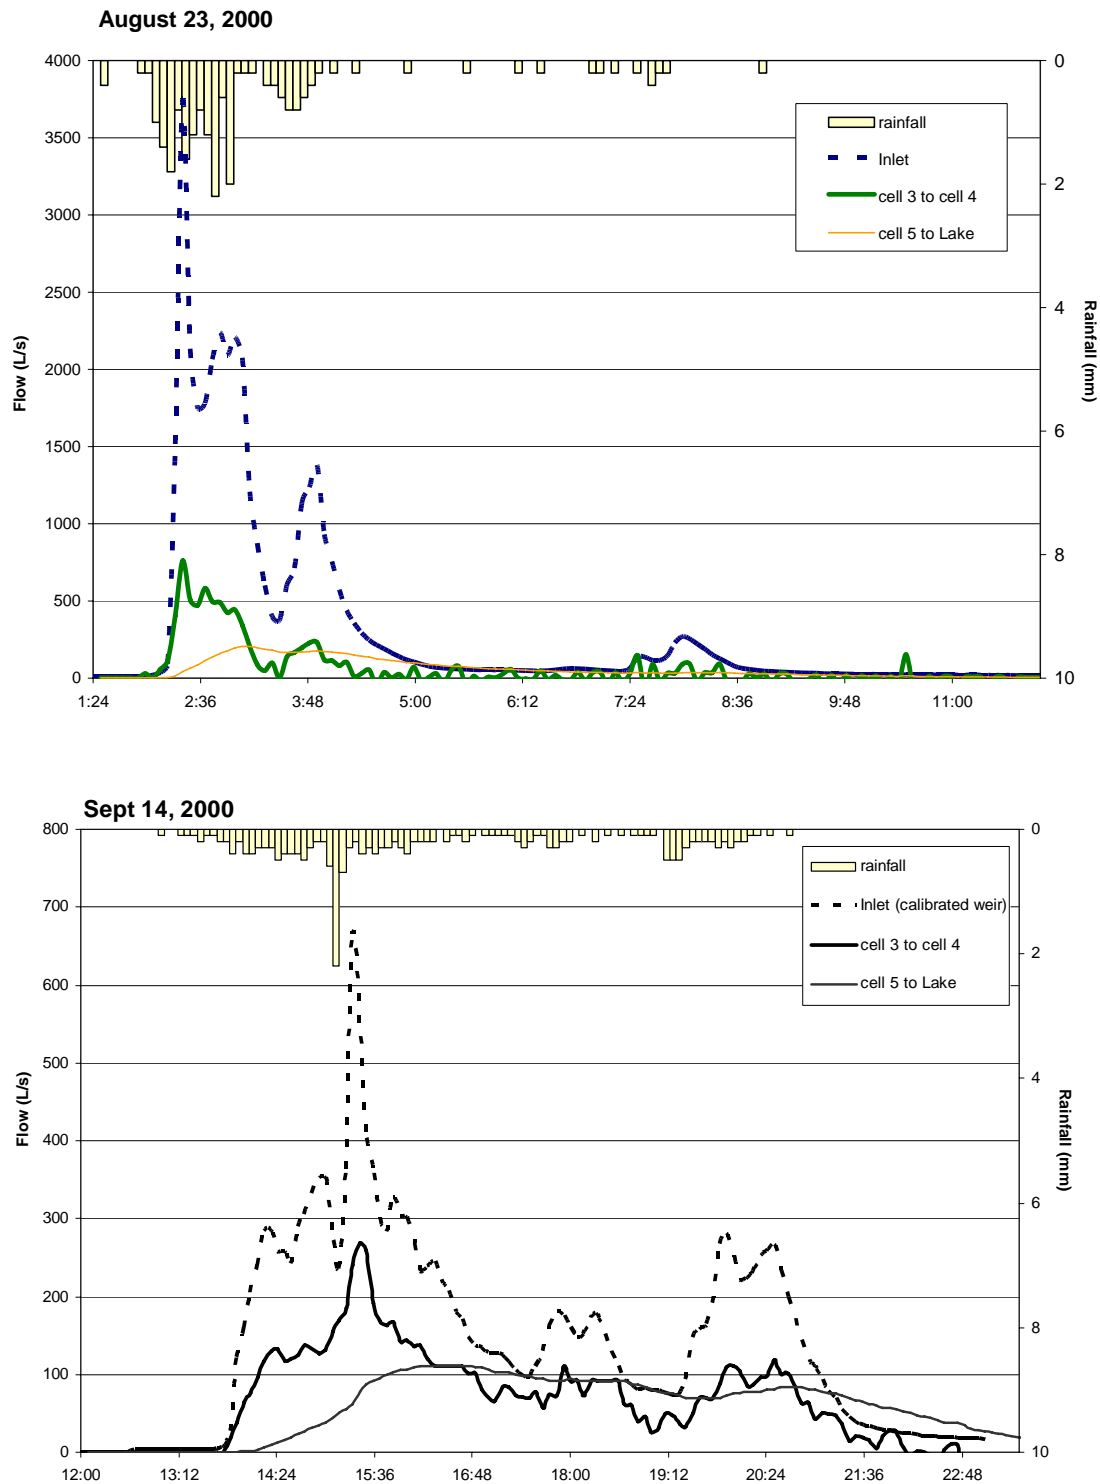 August 23, 2000
4000
3500
3000
2500
2000
1500
1000
500
0
Flow (L/s)
0
2
4
6
8
10
Rainfall (mm)
rainfall
Inlet
cell 3 to cell 4
cell 5 to Lake
1:24 2:36 3:48 5:00 6:12 7:24 8:36 9:48 11:00
Sept 14, 2000
800
700
600
500
400
300
200
100
0
Flow (L/s)
0
2
4
6
8
10
Rainfall (mm)
rainfall
Inlet (calibrated weir)
cell 3 to cell 4
cell 5 to Lake
12:00 13:12 14:24 15:36 16:48 18:00 19:12 20:24 21:36 22:48